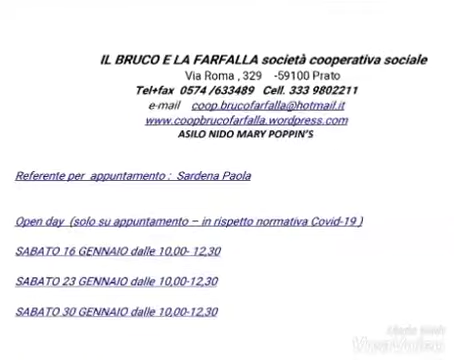 IL BRUCO E LA FARFALLA società cooperativa sociale
Via Roma , 329 -59100 Prato
Tel+fax 0574 /633489 Cell. 333 9802211
e-mail coop.brucofarfalla@hotmail.it
www.coopbrucofarfalla.wordpress.com
ASILO NIDO MARY POPPIN'S
Referente per appuntamento : Sardena Paola
Open day (solo su appuntamento – in rispetto normativa Covid-19 )
SABATO 16 GENNAIO dalle 10,00- 12,30
SABATO 23 GENNAIO dalle 10,00-12,30
SABATO 30 GENNAIO dalle 10,00-12,30